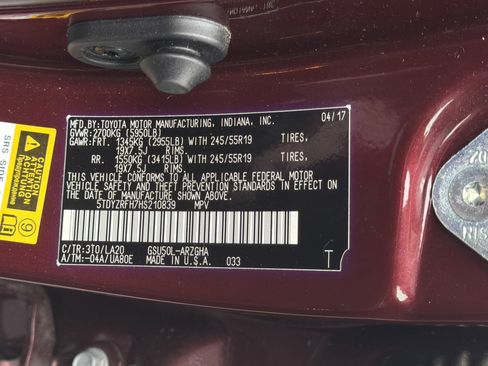 MFD.BY:TOYOTA MOTOR MANUFACTURING, INDIANA, INC. 04/17
GVWR:2700KG (5950LB)
GAWR:FRT. 1345KG (2955LB) WITH 245/55R19 TIRES.
19X7.5J RIMS.
RR. 1550KG (3415LB) WITH 245/55R19 TIRES.
19X7.5J RIMS.
THIS VEHICLE CONFORMS TO ALL APPLICABLE FEDERAL MOTOR
VEHICLE SAFETY AND THEFT PREVENTION STANDARDS IN EFFECT
ON THE DATE OF MANUFACTURE SHOWN ABOVE.
5TDYZRFH7HS210839 MPV
C/TR:3T0/LA20 GSU50L-ARZGHA
A/TM:-04A/UA80E MADE IN U.S.A. 033 T
SRS SIDE
9